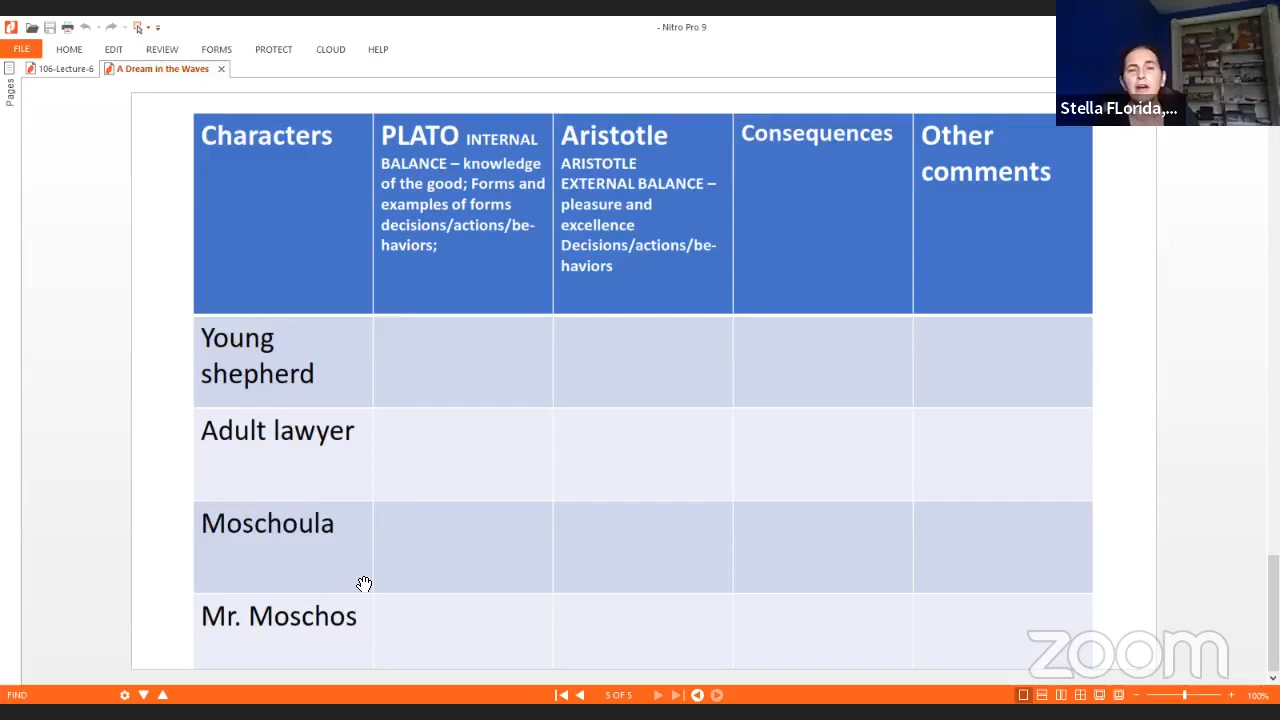 - Nitro Pro 9
FILE HOME EDIT REVIEW FORMS PROTECT CLOUD HELP
106-Lecture-6 A Dream in the Waves
Pages
Stella FLorida,...
Characters
PLATO INTERNAL
BALANCE – knowledge
of the good; Forms and
examples of forms
decisions/actions/be-
haviors;
Aristotle
ARISTOTLE
EXTERNAL BALANCE –
pleasure and
excellence
Decisions/actions/be-
haviors
Consequences
Other
comments
Young
shepherd
Adult lawyer
Moschoula
Mr. Moschos
zoom
FIND
5 OF 5
100%